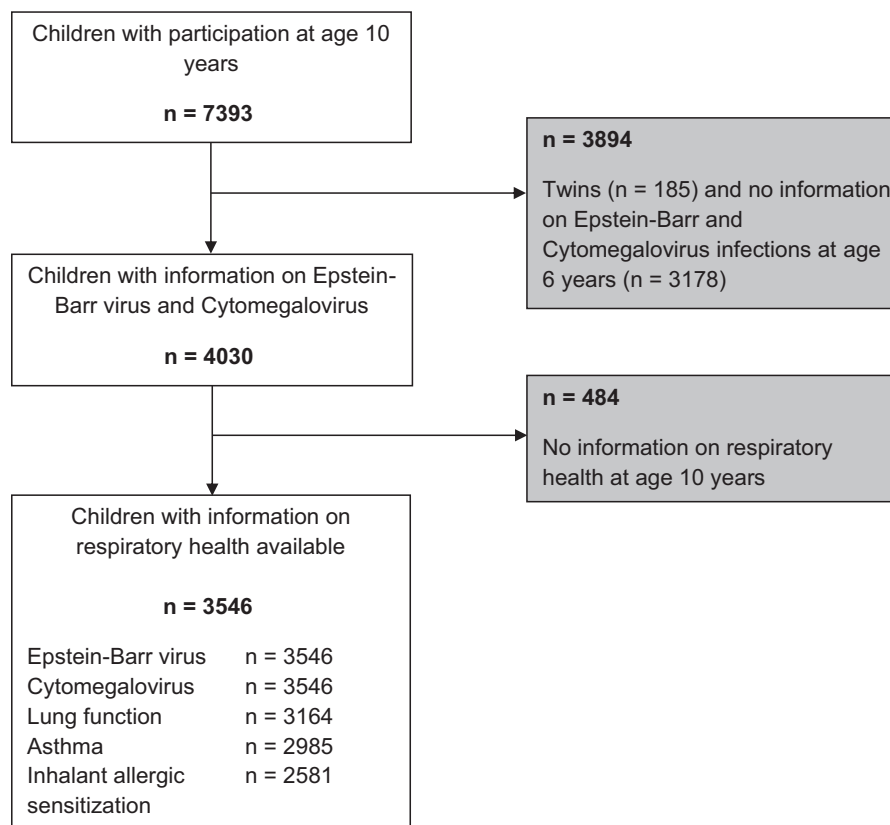 Children with participation at age 10
years
n = 7393
n = 3894
Twins (n = 185) and no information
on Epstein-Barr and
Cytomegalovirus infections at age
6 years (n = 3178)
Children with information on Epstein-
Barr virus and Cytomegalovirus
n = 4030
n = 484
No information on respiratory
health at age 10 years
Children with information on
respiratory health available
n = 3546
Epstein-Barr virus n = 3546
Cytomegalovirus n = 3546
Lung function n = 3164
Asthma n = 2985
Inhalant allergic n = 2581
sensitization